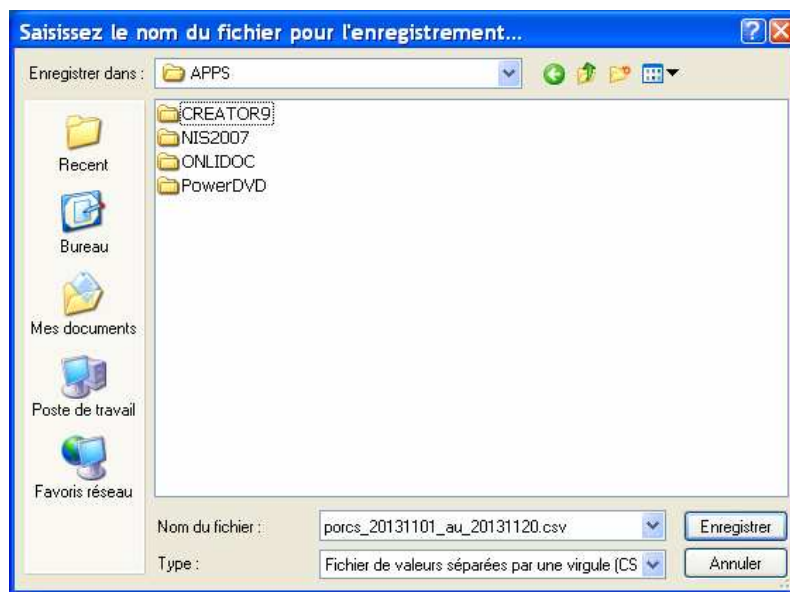 Saisissez le nom du fichier pour l'enregistrement...
Enregistrer dans :
APPS
CREATOR9
NIS2007
ONLIDOC
PowerDVD
Recent
Bureau
Mes documents
Poste de travail
Favoris réseau
Nom du fichier :
porcs_20131101_au_20131120.csv
Enregistrer
Type :
Fichier de valeurs séparées par une virgule (CS
Annuler